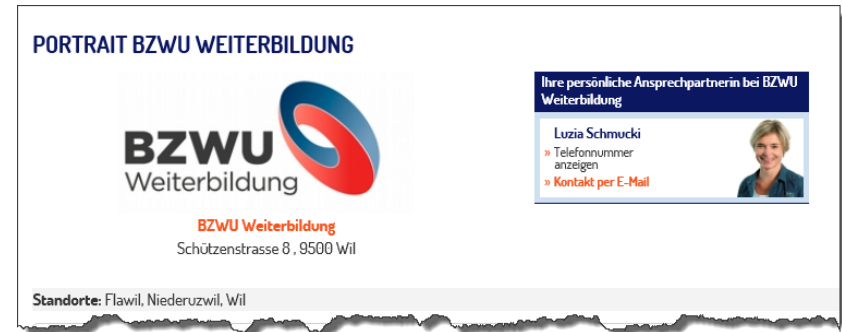 PORTRAIT BZWU WEITERBILDUNG
BZWU
Weiterbildung
BZWU Weiterbildung
Schützenstrasse 8 , 9500 Wil
Ihre persönliche Ansprechpartnerin bei BZWU
Weiterbildung
Luzia Schmucki
» Telefonnummer
anzeigen
» Kontakt per E-Mail
Standorte: Flawil, Niederuzwil, Wil